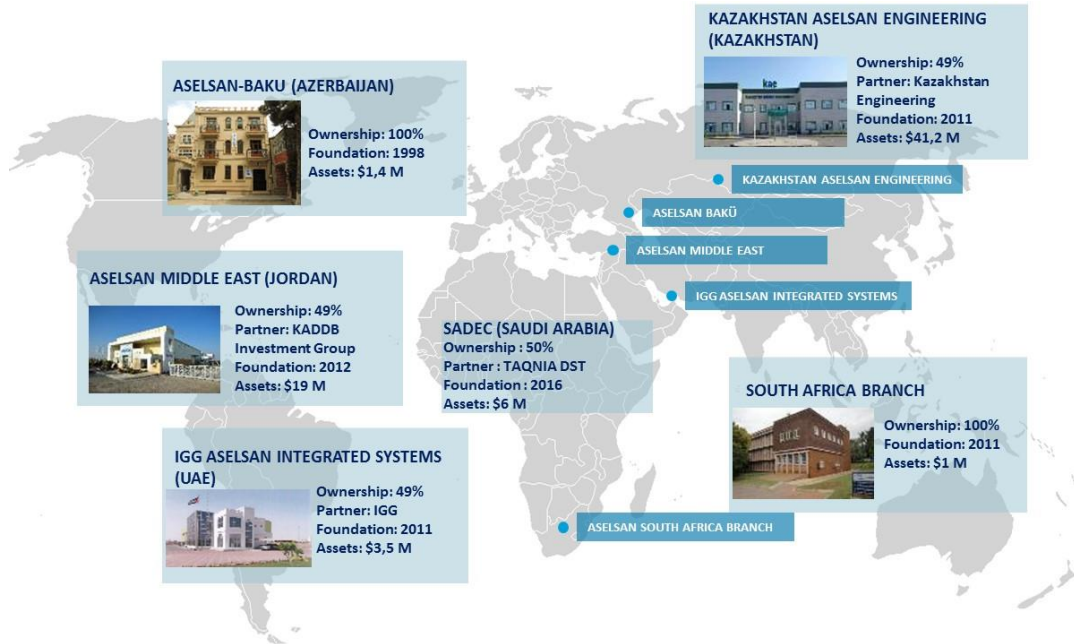 KAZAKHSTAN ASELSAN ENGINEERING
(KAZAKHSTAN)
kae
Ownership: 49%
Partner: Kazakhstan
Engineering
Foundation: 2011
Assets: $41,2 M
ASELSAN-BAKU (AZERBAIJAN)
Ownership: 100%
Foundation: 1998
Assets: $1,4 M
KAZAKHSTAN ASELSAN ENGINEERING
ASELSAN BAKÜ
ASELSAN MIDDLE EAST
IGG ASELSAN INTEGRATED SYSTEMS
ASELSAN MIDDLE EAST (JORDAN)
Ownership: 49%
Partner: KADDB
Investment Group
Foundation: 2012
Assets: $19 M
SADEC (SAUDI ARABIA)
Ownership : 50%
Partner : TAQNIA DST
Foundation : 2016
Assets: $6 M
SOUTH AFRICA BRANCH
Ownership: 100%
Foundation: 2011
Assets: $1 M
IGG ASELSAN INTEGRATED SYSTEMS
(UAE)
Ownership: 49%
Partner: IGG
Foundation: 2011
Assets: $3,5 M
ASELSAN SOUTH AFRICA BRANCH